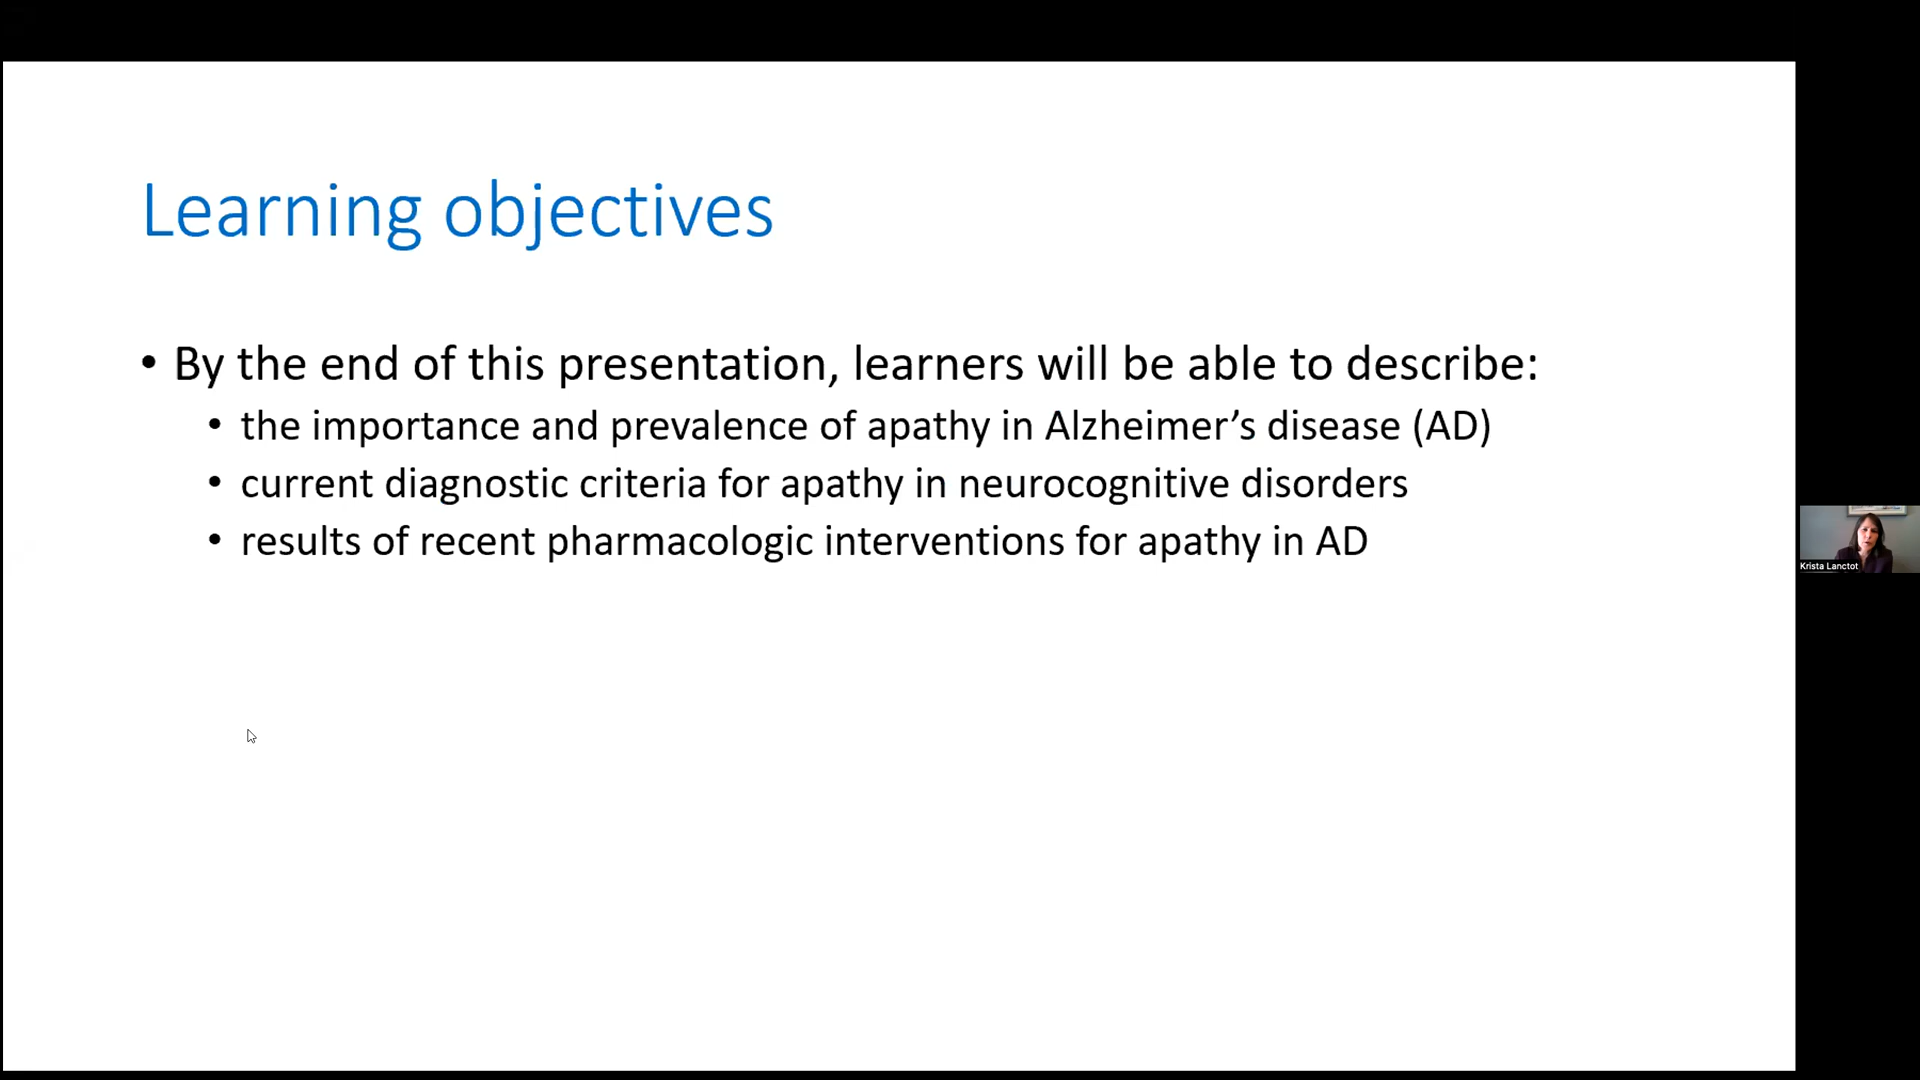 Learning objectives
• By the end of this presentation, learners will be able to describe:
• the importance and prevalence of apathy in Alzheimer’s disease (AD)
• current diagnostic criteria for apathy in neurocognitive disorders
• results of recent pharmacologic interventions for apathy in AD
Krista Lanctot